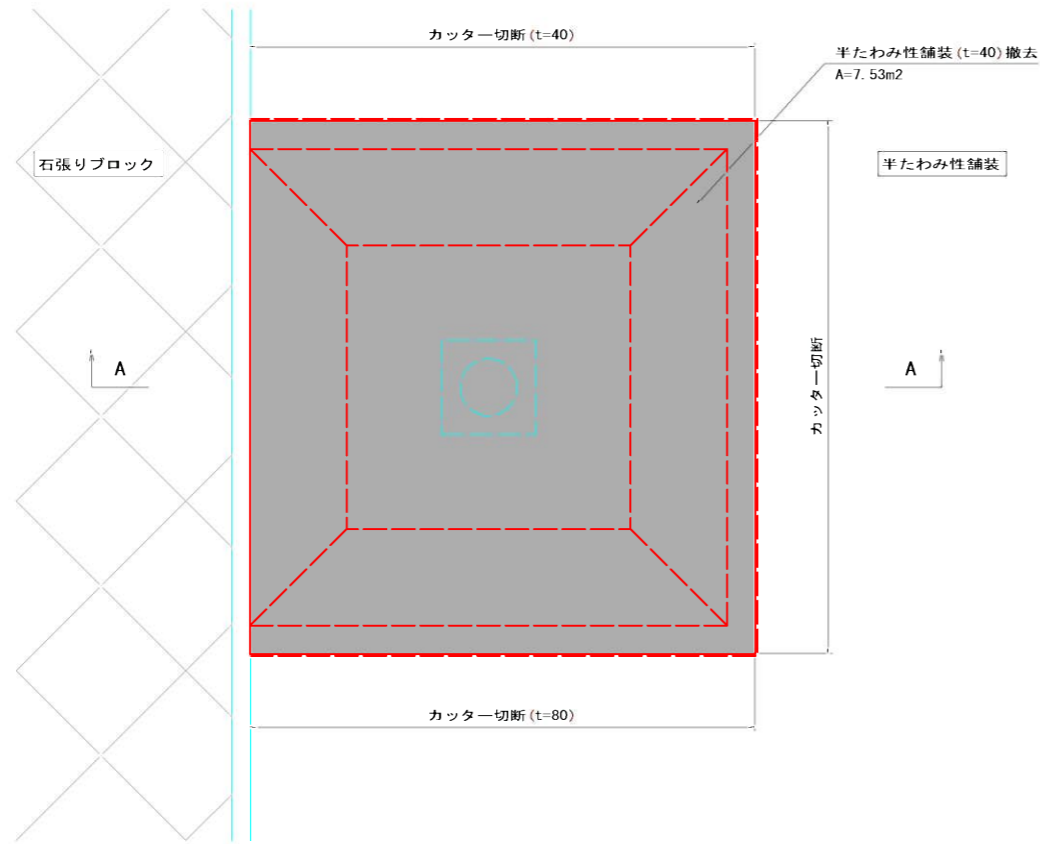 カッター切断(t=40)
半たわみ性舗装(t=40)撤去
A=7.53m2
石張りブロック
半たわみ性舗装
カッター切断
A
A
カッター切断(t=80)